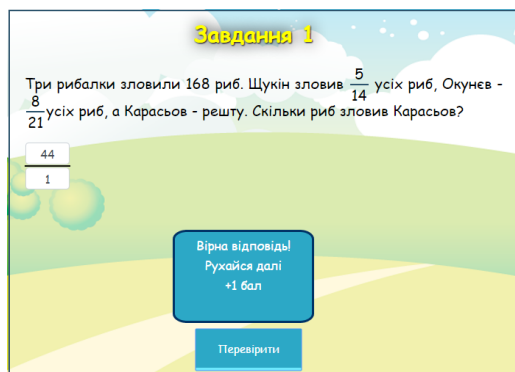 Завдання 1
Три рибалки зловили 168 риб. Щукін зловив 5/14 усіх риб, Окунєв -
8/21 усіх риб, а Карасьов - решту. Скільки риб зловив Карасьов?
44
1
Вірна відповідь!
Рухайся далі
+1 бал
Перевірити